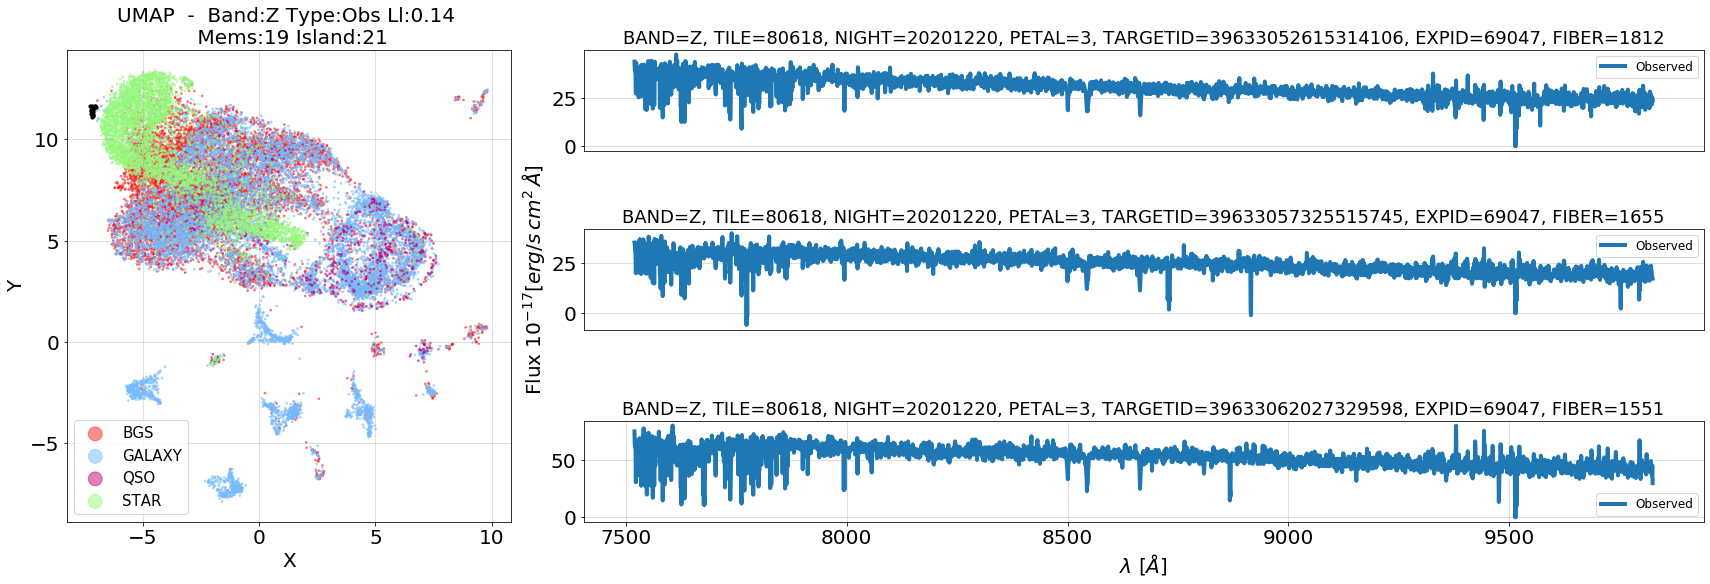 UMAP - Band:Z Type:Obs Ll:0.14
Mems:19 Island:21
10
5
0
−5
Y
−5
0
5
10
X
BGS
GALAXY
QSO
STAR
BAND=Z, TILE=80618, NIGHT=20201220, PETAL=3, TARGETID=39633052615314106, EXPID=69047, FIBER=1812
25
0
Observed
BAND=Z, TILE=80618, NIGHT=20201220, PETAL=3, TARGETID=39633057325515745, EXPID=69047, FIBER=1655
25
0
Observed
Flux 10⁻¹⁷[erg/s cm² Å]
BAND=Z, TILE=80618, NIGHT=20201220, PETAL=3, TARGETID=39633062027329598, EXPID=69047, FIBER=1551
50
0
Observed
7500
8000
8500
9000
9500
λ [Å]